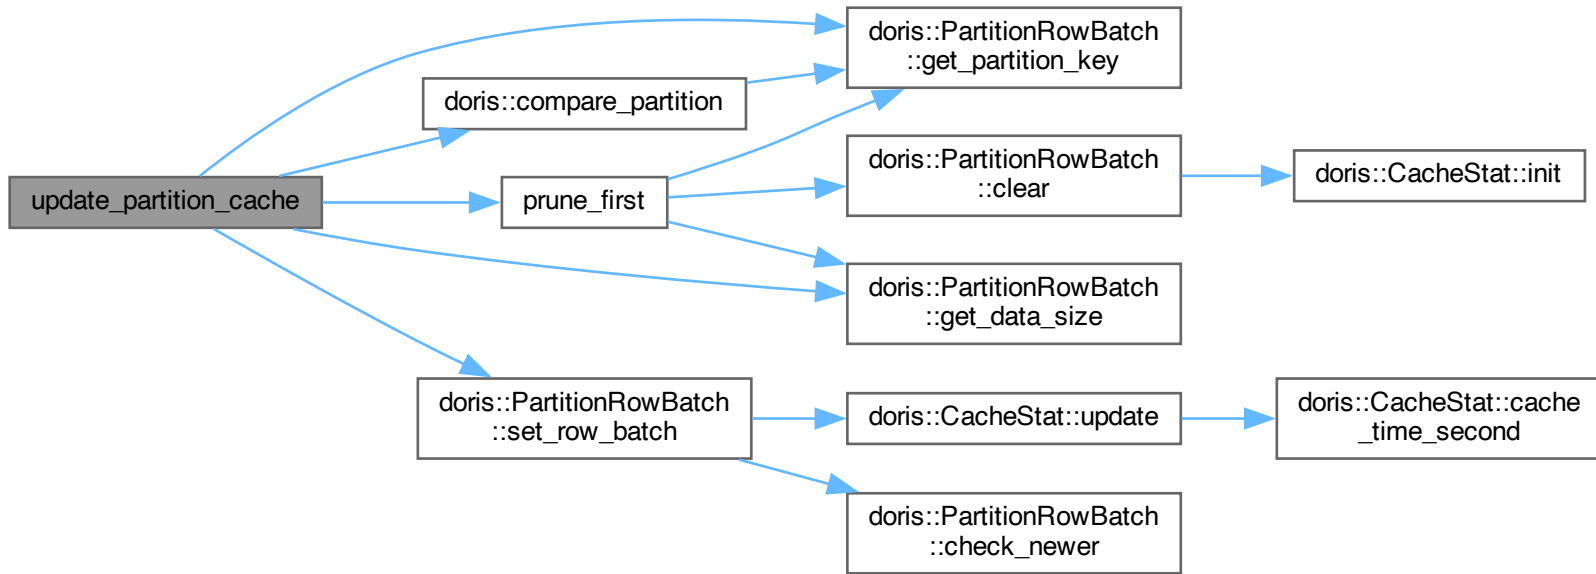 update_partition_cache
doris::PartitionRowBatch
::get_partition_key
doris::compare_partition
prune_first
doris::PartitionRowBatch
::clear
doris::CacheStat::init
doris::PartitionRowBatch
::get_data_size
doris::PartitionRowBatch
::set_row_batch
doris::CacheStat::update
doris::CacheStat::cache
_time_second
doris::PartitionRowBatch
::check_newer